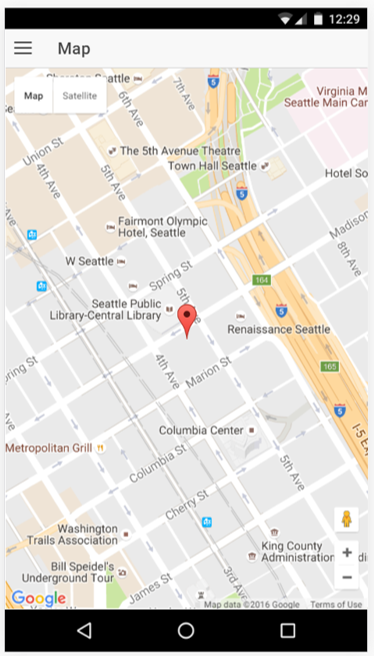 12:29
Map
Seattle
7th Ave
5
Virginia M
Seattle Main Car
Map
Satellite
6th Ave
Union St
The 5th Avenue Theatre
Town Hall Seattle
4th Ave
5th Ave
Hotel So
5
Ave
Fairmont Olympic
Hotel, Seattle
Madison
8th Ave
W Seattle
Spring St
164
Seattle Public
Library-Central Library
5th Ave
5
Renaissance Seattle
4th Ave
Marion St
165
pring St
5
Columbia Center
I-5 E
Metropolitan Grill
Columbia St
5th Ave
Cherry St
Washington
Trails Association
King County
Administration
Bill Speidel's
Underground Tour
James St
3rd Ave
Google
Map data ©2016 Google
Terms of Use